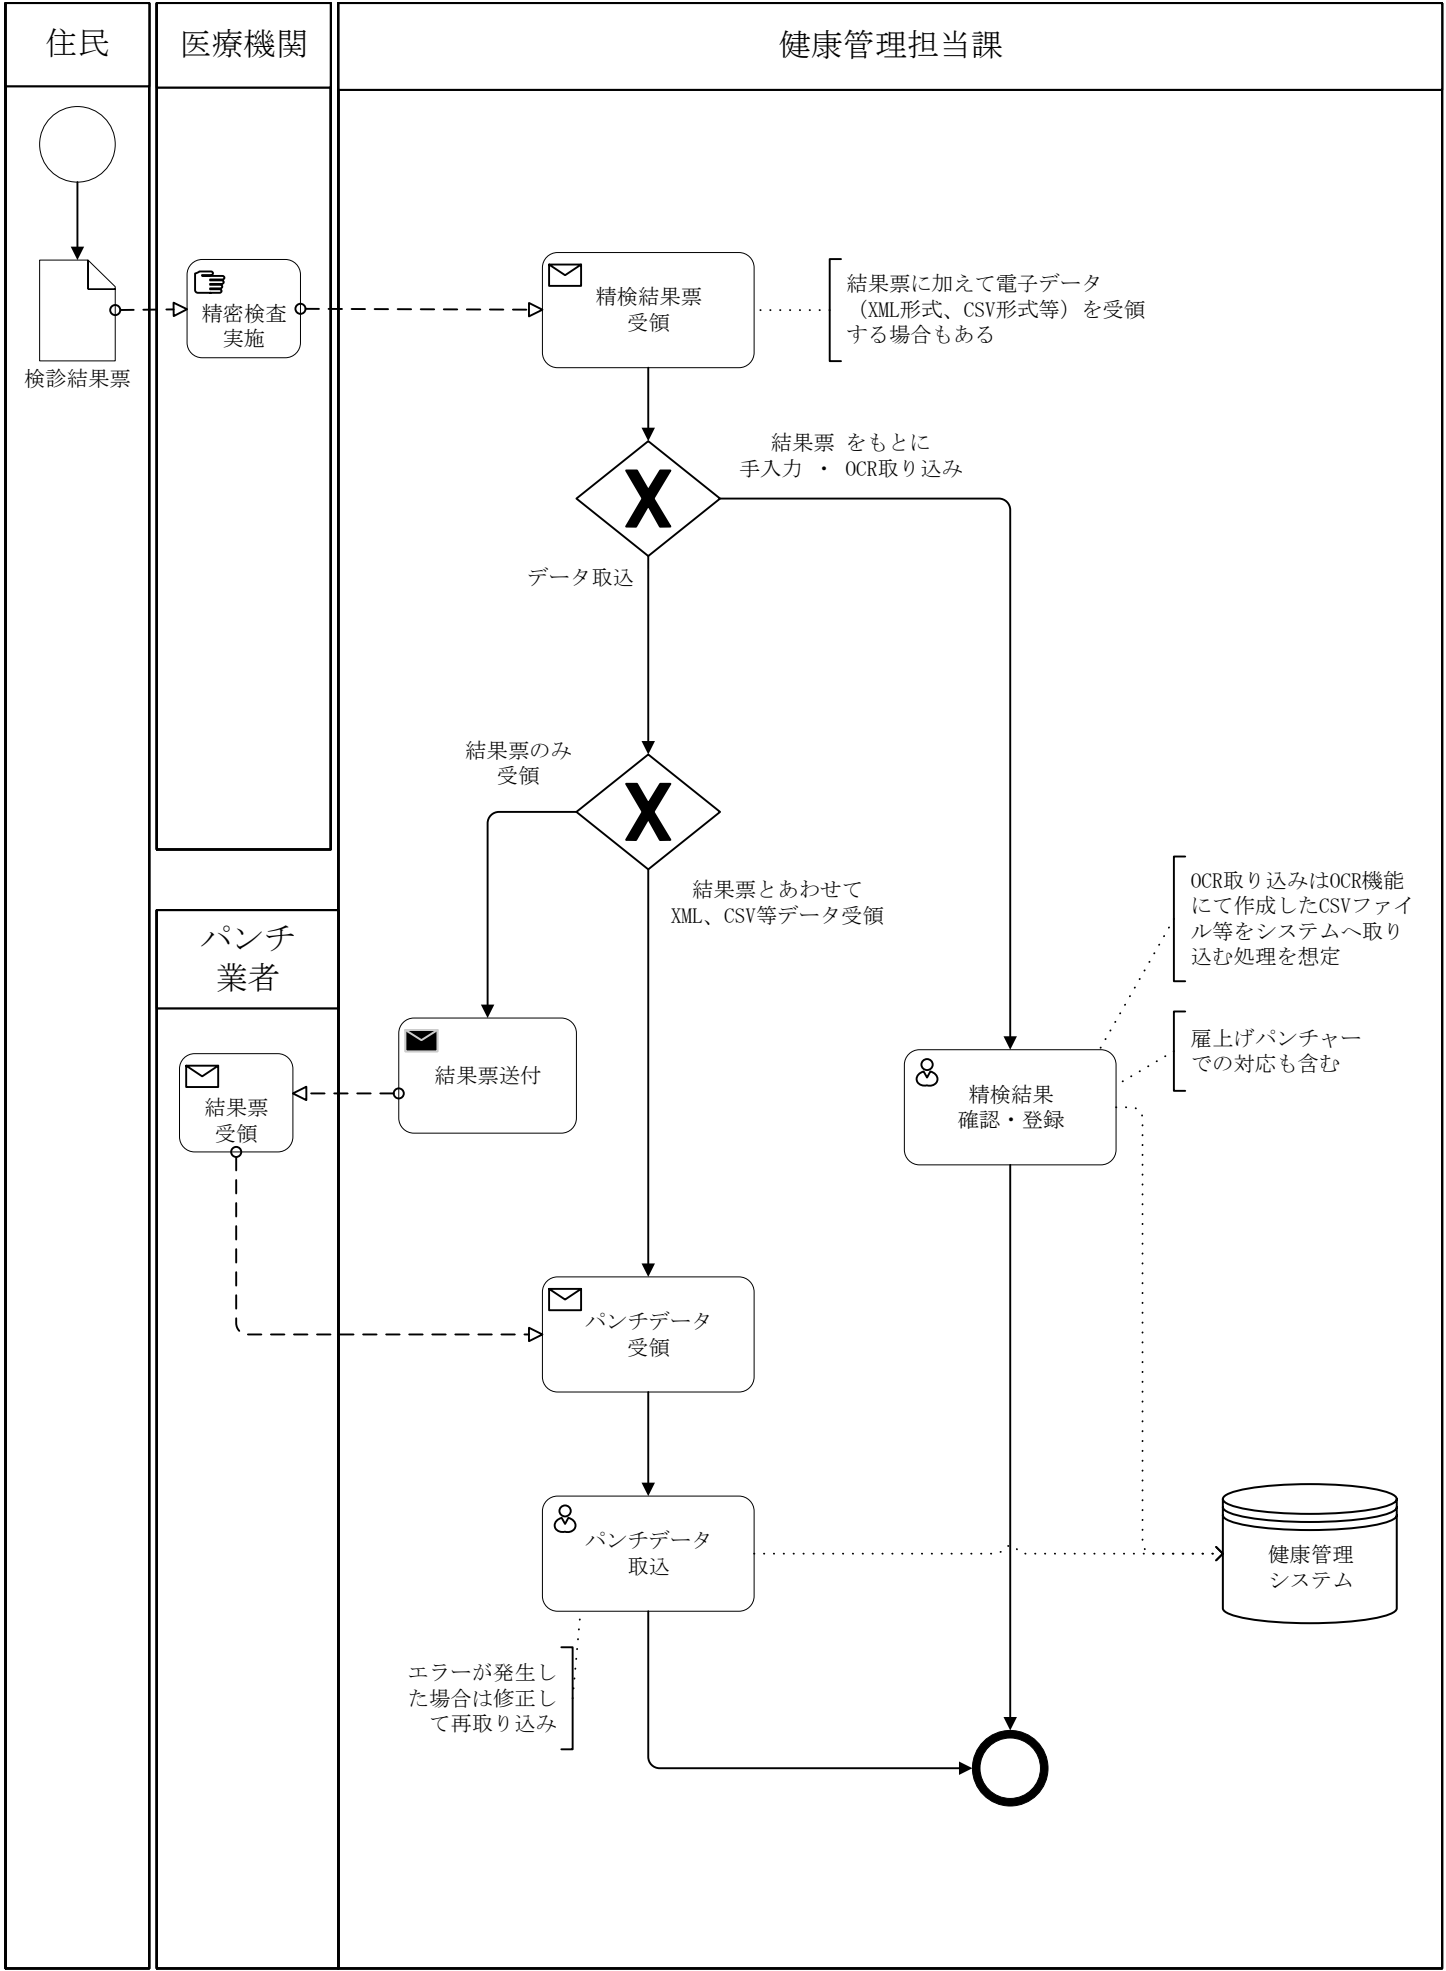 住民
医療機関
健康管理担当課
検診結果票
精密検査
実施
精検結果票
受領
結果票に加えて電子データ
（XML形式、CSV形式等）を受領
する場合もある
結果票 をもとに
手入力 ・ OCR取り込み
データ取込
結果票のみ
受領
結果票とあわせて
XML、CSV等データ受領
OCR取り込みはOCR機能
にて作成したCSVファイ
ル等をシステムへ取り
込む処理を想定
雇上げパンチャー
での対応も含む
パンチ
業者
結果票
受領
結果票送付
精検結果
確認・登録
パンチデータ
受領
パンチデータ
取込
健康管理
システム
エラーが発生し
た場合は修正し
て再取り込み